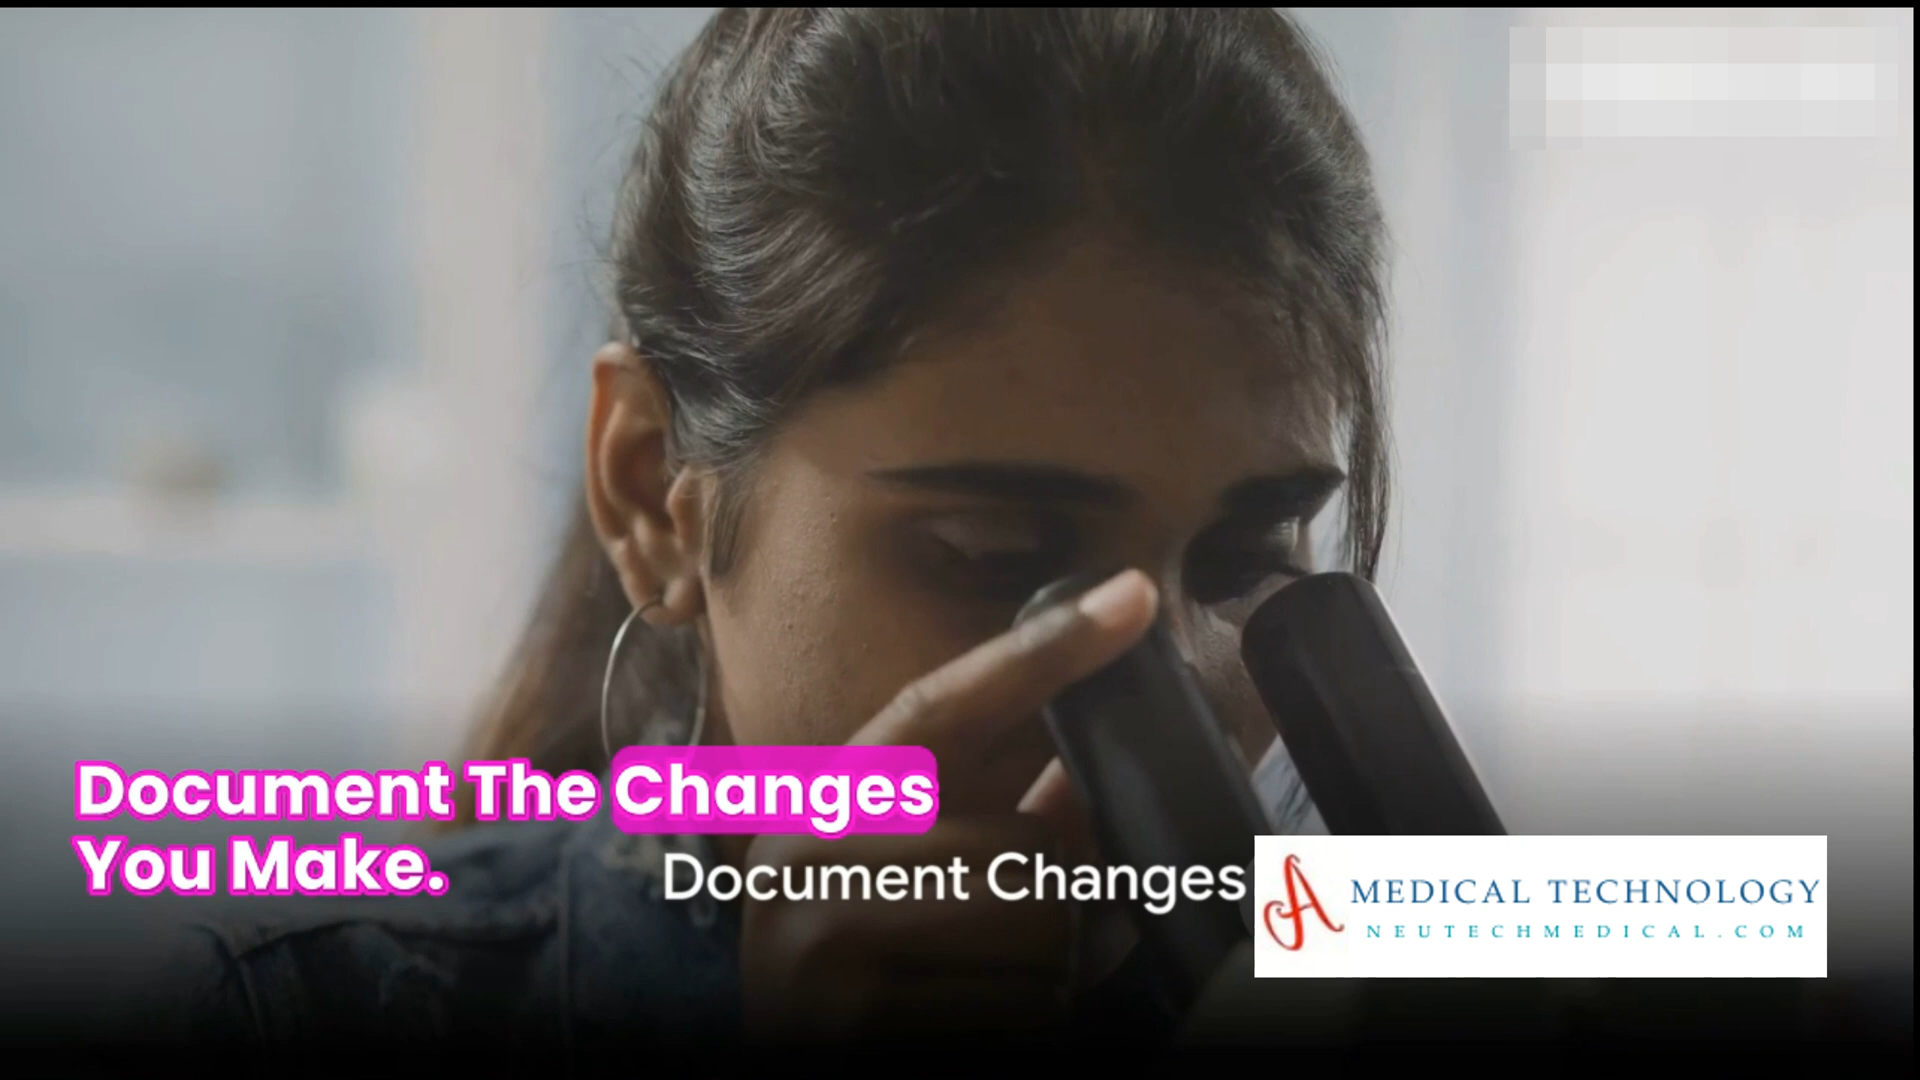 Document The Changes
You Make.
Document Changes
A MEDICAL TECHNOLOGY
NEUTECHMEDICAL.COM